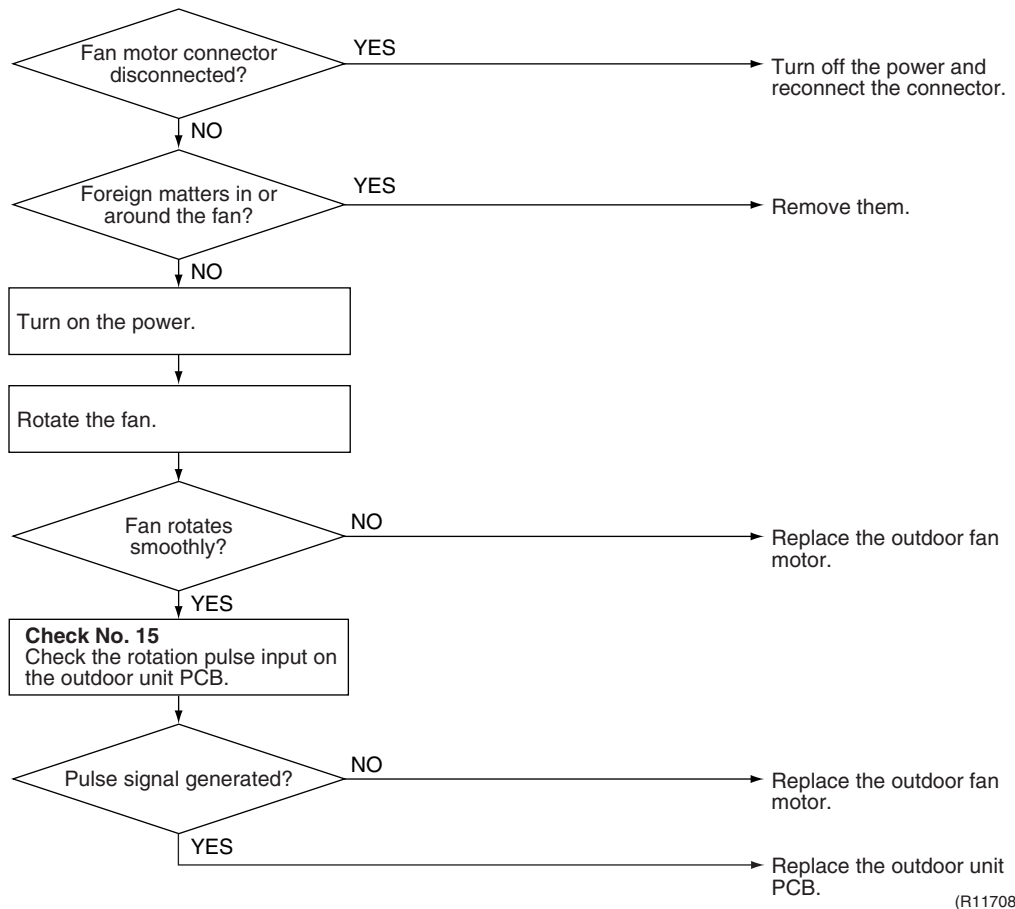 Fan motor connector
disconnected?
YES
Turn off the power and
reconnect the connector.
NO
Foreign matters in or
around the fan?
YES
Remove them.
NO
Turn on the power.
Rotate the fan.
Fan rotates
smoothly?
NO
Replace the outdoor fan
motor.
YES
Check No. 15
Check the rotation pulse input on
the outdoor unit PCB.
Pulse signal generated?
NO
Replace the outdoor fan
motor.
YES
Replace the outdoor unit
PCB.
(R11708